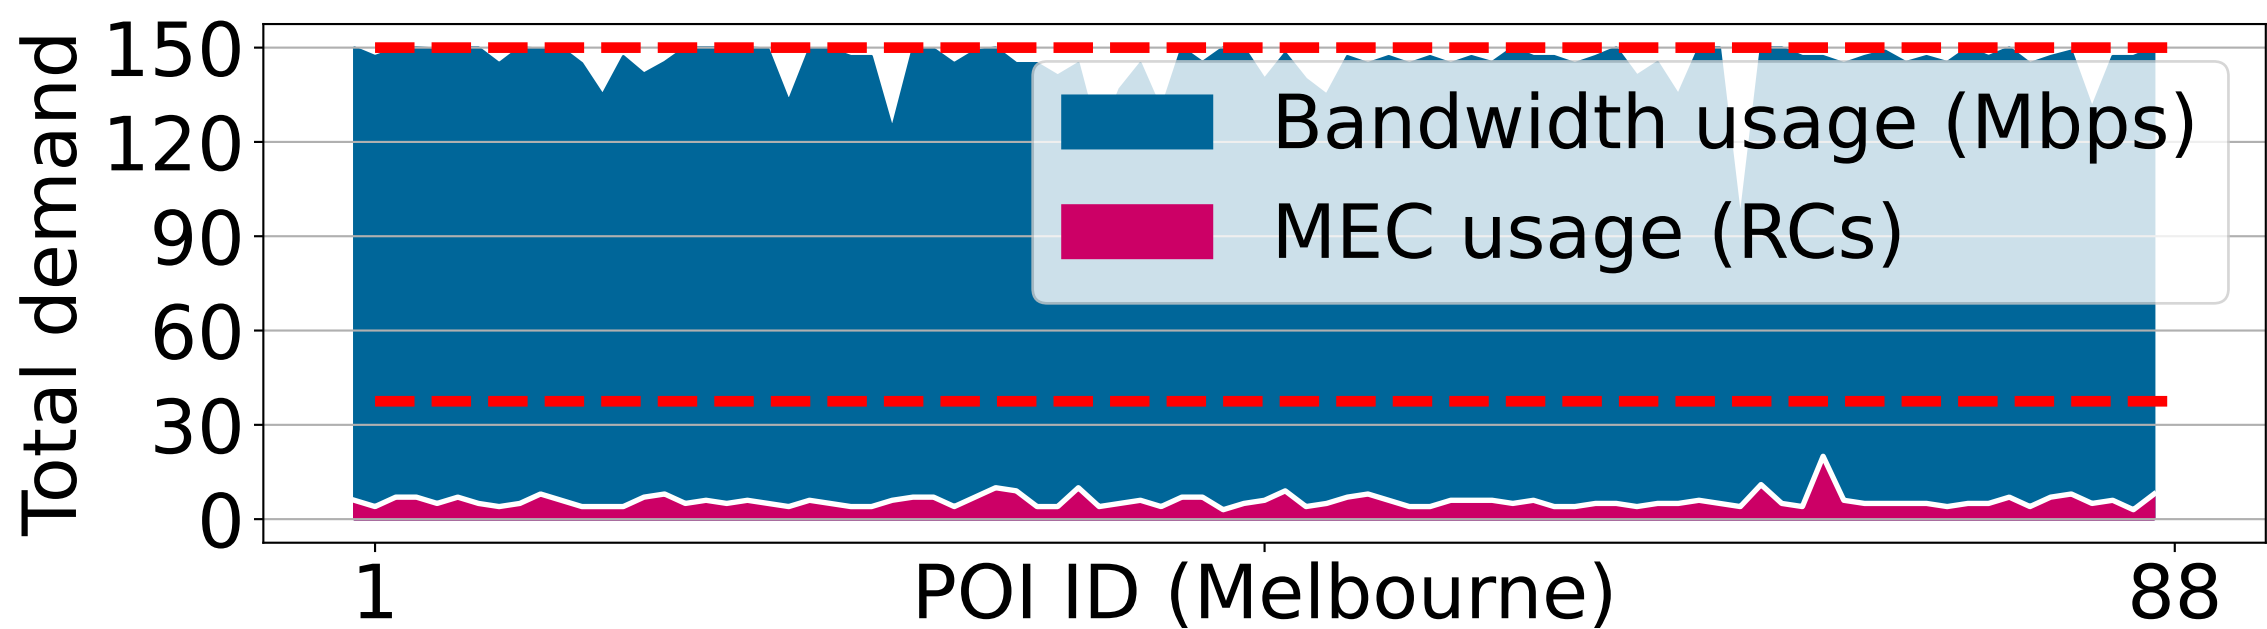 Total demand
150
120
90
60
30
0
Bandwidth usage (Mbps)
MEC usage (RCs)
1
POI ID (Melbourne)
88